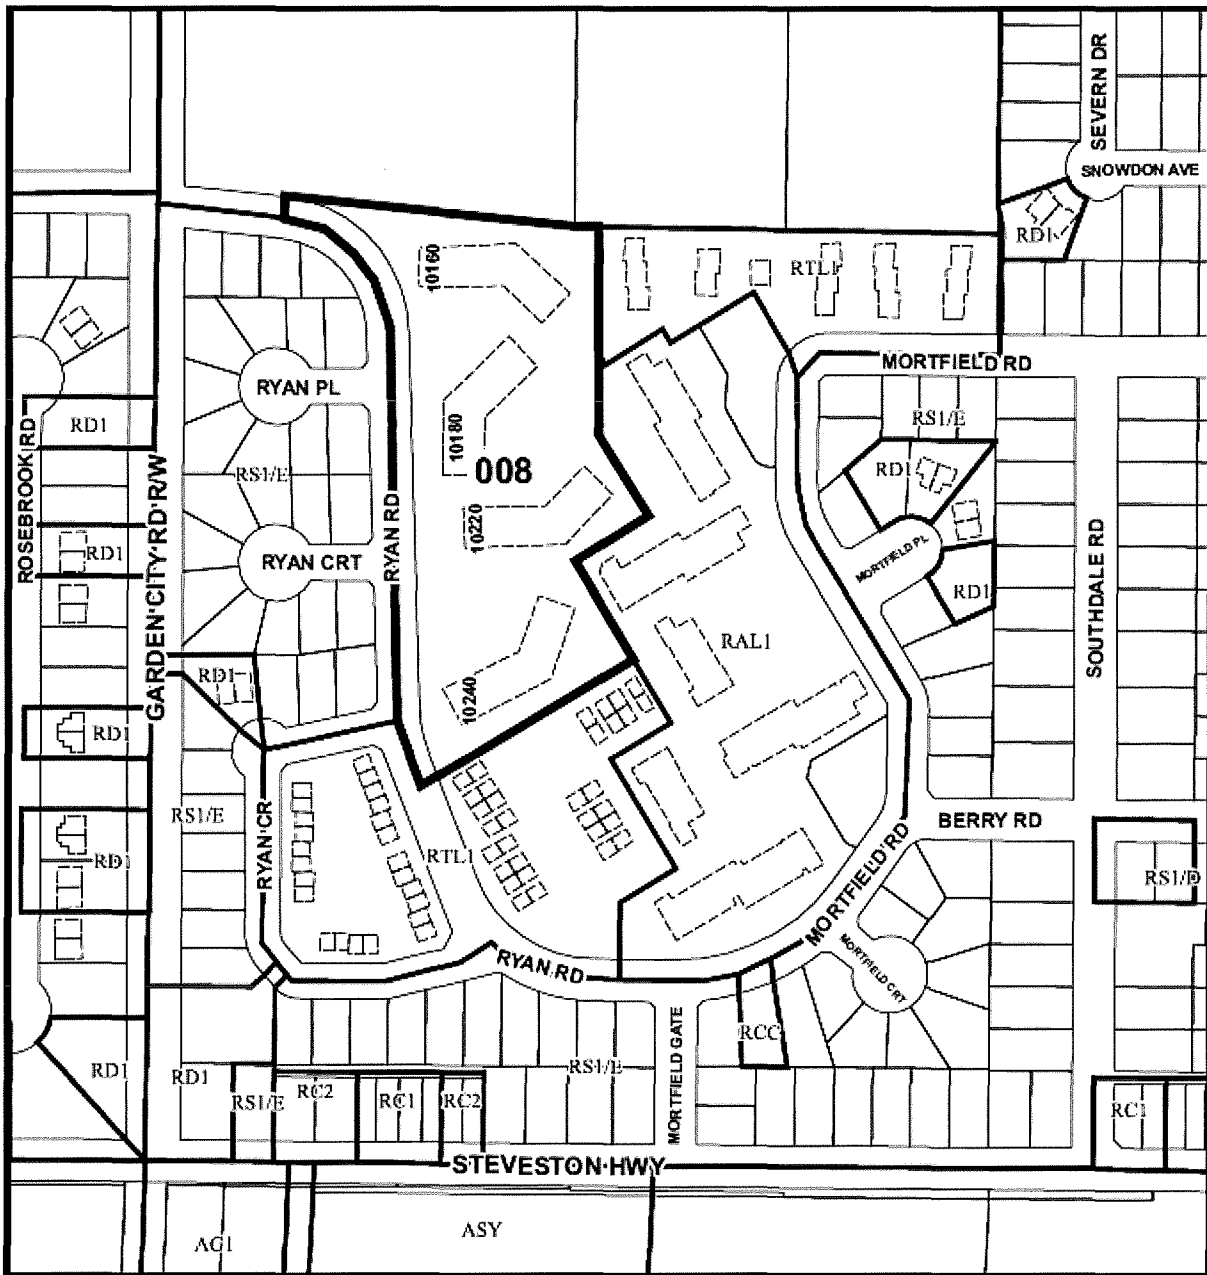 SEVERN DR
SNOWDON AVE
RD1
10160
RTL1
MORTFIELD RD
RYAN PL
RD1
RS1/E
ROSEBROOK RD
10180
008
RD1
RS1/E
GARDEN CITY RD R/W
RYAN RD
10220
RD1
RYAN CRT
MORTFIELD PL
RD1
SOUTHDALE RD
RAL1
RD1
10240
RD1
RS1/E
RYAN CR
RTL1
BERRY RD
RD1
RS1/D
MORTFIELD RD
RYAN RD
MORTFIELD CRT
MORTFIELD GATE
RCC
RD1
RD1
RS1/E
RC2
RC1
RC2
RS1/E
RC1
STEVESTON HWY
AG1
ASY